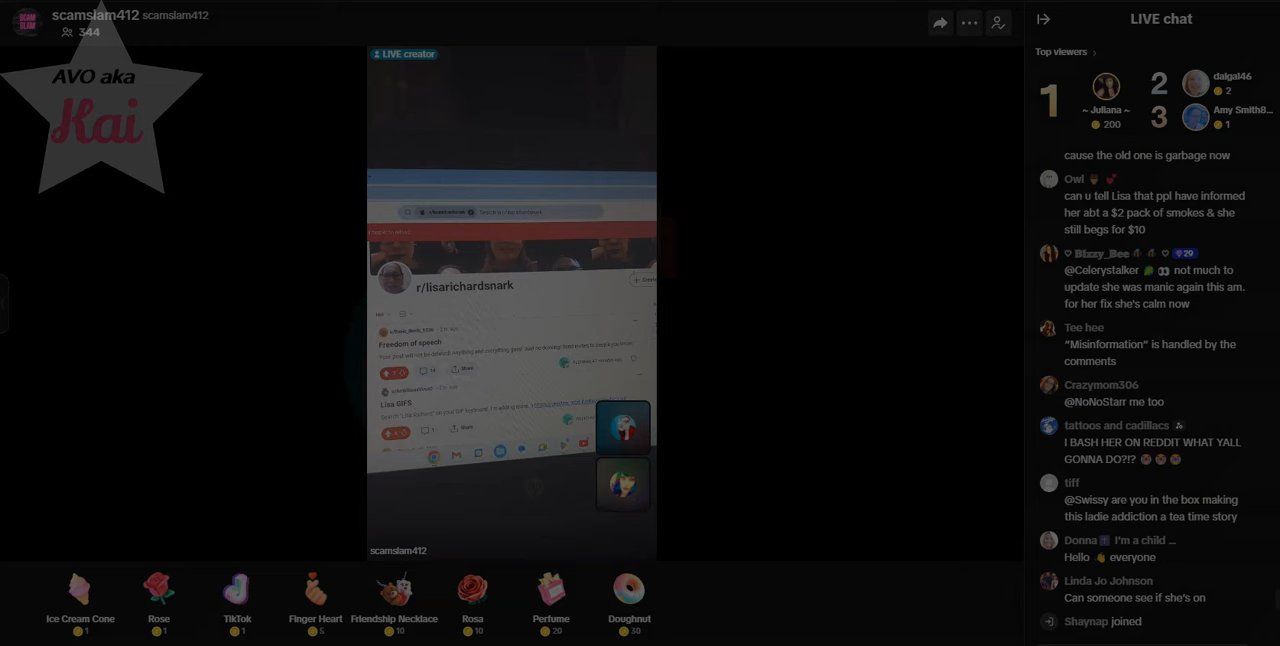 scamslam412 scamslam412
344
SCAM
SLAM
AVO aka
Kai
LIVE creator
r/lisarichardsnark
Freedom of speech
Share
Lisa GIFS
Share
scamslam412
Ice Cream Cone
1
Rose
1
TikTok
1
Finger Heart
5
Friendship Necklace
10
Rosa
10
Perfume
20
Doughnut
30
LIVE chat
Top viewers
1
~ Juliana ~
200
2
daigal46
2
3
Amy Smith8...
1
cause the old one is garbage now
Owl
can u tell Lisa that ppl have informed
her abt a $2 pack of smokes & she
still begs for $10
Bizzy_Bee
29
@Celerystalker not much to
update she was manic again this am.
for her fix she's calm now
Tee hee
“Misinformation” is handled by the
comments
Crazymom306
@NoNoStarr me too
tattoos and cadillacs
I BASH HER ON REDDIT WHAT YALL
GONNA DO?!?
tiff
@Swissy are you in the box making
this ladie addiction a tea time story
Donna I'm a child ...
Hello everyone
Linda Jo Johnson
Can someone see if she's on
Shaynap joined